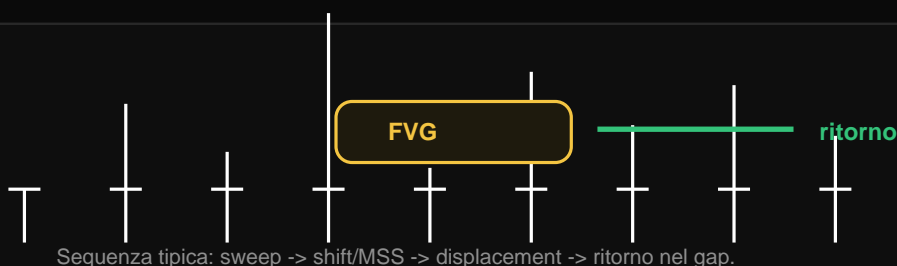 FVG
ritorno
Sequenza tipica: sweep -> shift/MSS -> displacement -> ritorno nel gap.